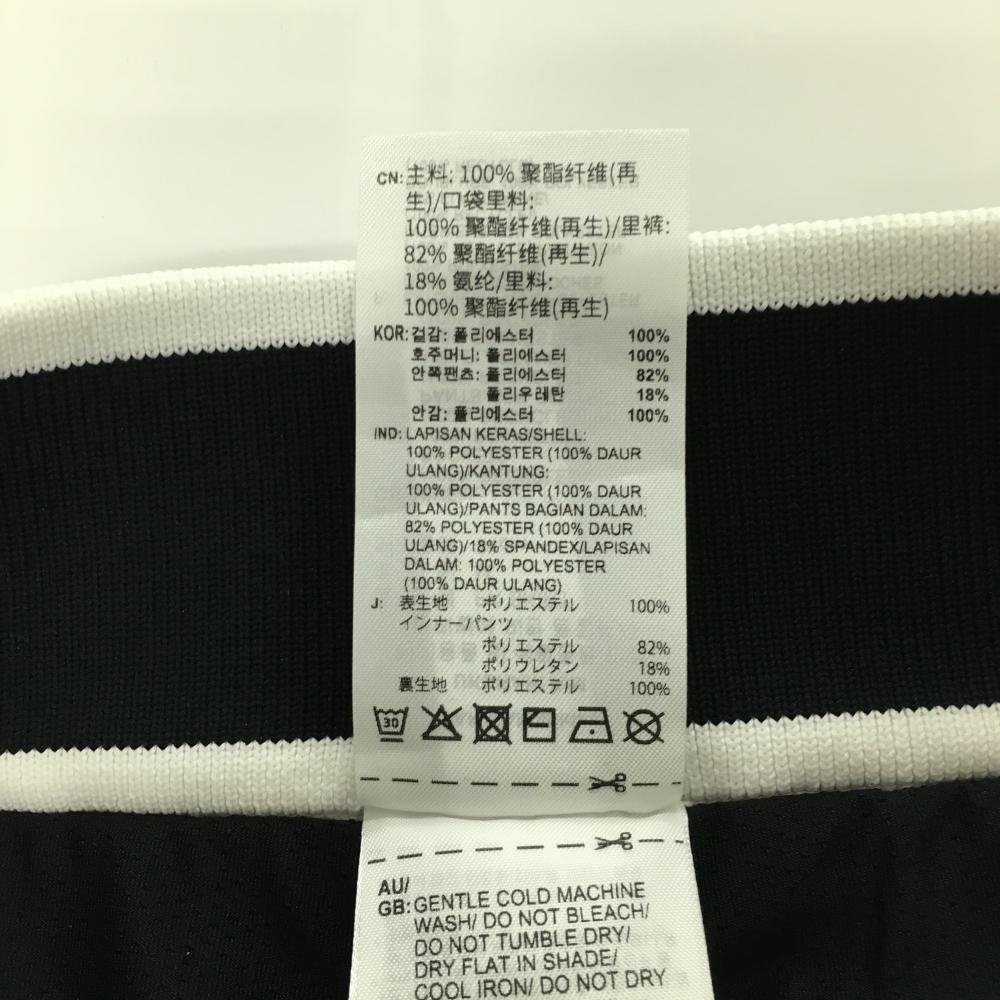 CN: 主料: 100% 聚酯纤维(再
生)/口袋里料:
100% 聚酯纤维(再生)/里裤:
82% 聚酯纤维(再生)/
18% 氨纶/里料:
100% 聚酯纤维(再生)
KOR: 겉감: 폴리에스터 100%
호주머니: 폴리에스터 100%
안쪽팬츠: 폴리에스터 82%
폴리우레탄 18%
안감: 폴리에스터 100%
IND: LAPISAN KERAS/SHELL:
100% POLYESTER (100% DAUR
ULANG)/KANTUNG:
100% POLYESTER (100% DAUR
ULANG)/PANTS BAGIAN DALAM:
82% POLYESTER (100% DAUR
ULANG)/18% SPANDEX/LAPISAN
DALAM: 100% POLYESTER
(100% DAUR ULANG)
J: 表生地 ポリエステル 100%
インナーパンツ
ポリエステル 82%
ポリウレタン 18%
裏生地 ポリエステル 100%
30
AU/
GB: GENTLE COLD MACHINE
WASH/ DO NOT BLEACH/
DO NOT TUMBLE DRY/
DRY FLAT IN SHADE/
COOL IRON/ DO NOT DRY